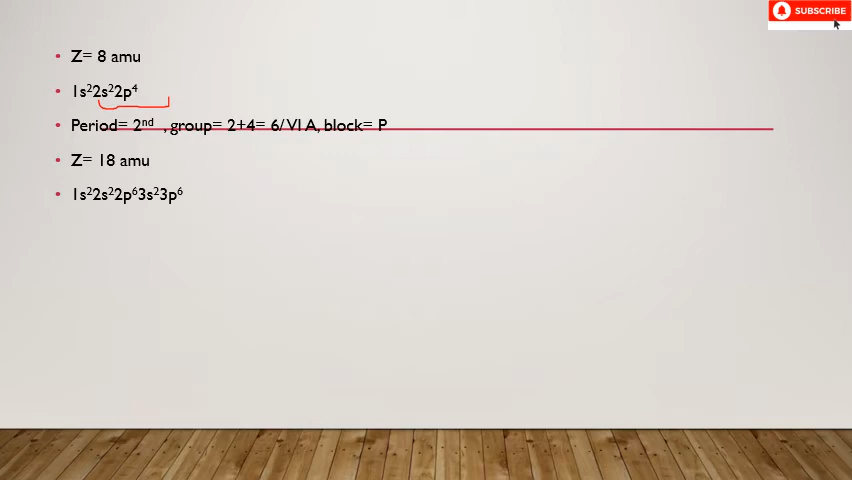 SUBSCRIBE
• Z= 8 amu
• 1s²2s²2p⁴
• Period= 2ⁿᵈ , group= 2+4= 6/ VI A, block= P
• Z= 18 amu
• 1s²2s²2p⁶3s²3p⁶